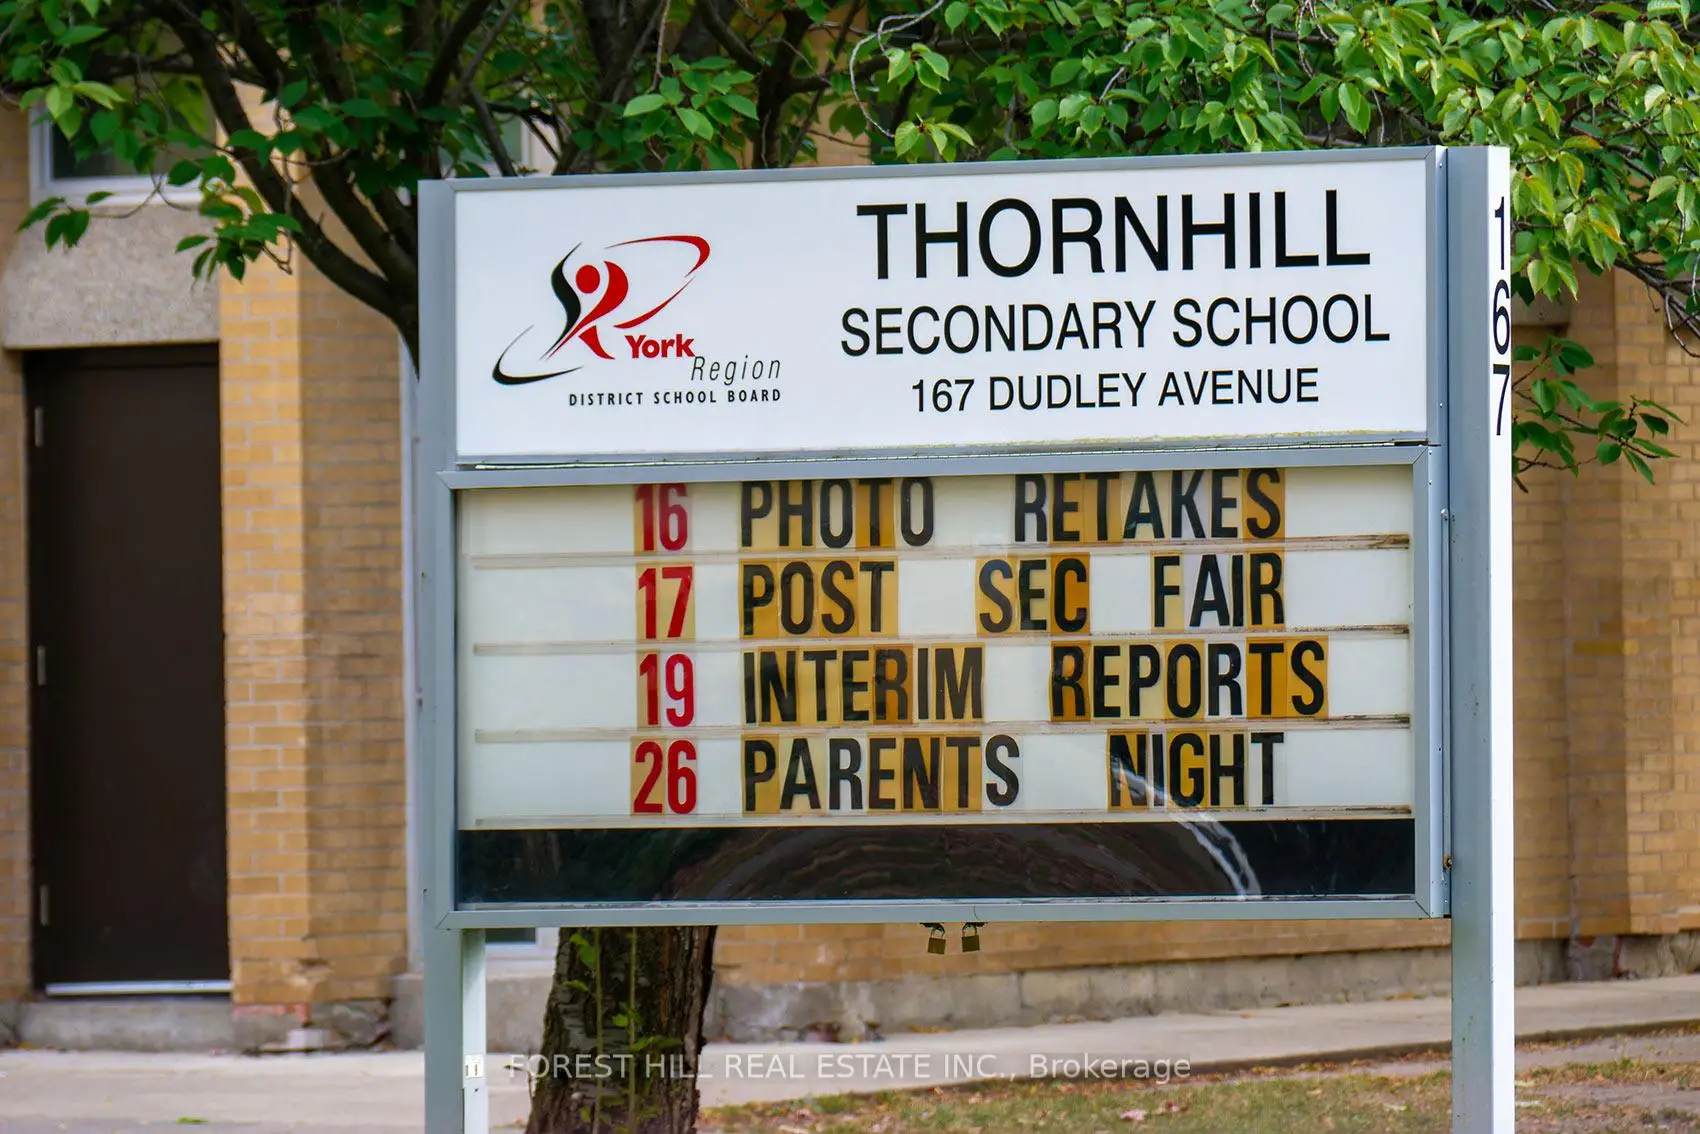 THORNHILL
SECONDARY SCHOOL
167 DUDLEY AVENUE
York
Region
DISTRICT SCHOOL BOARD
167
16 PHOTO RETAKES
17 POST SEC FAIR
19 INTERIM REPORTS
26 PARENTS NIGHT
FOREST HILL REAL ESTATE INC., Brokerage